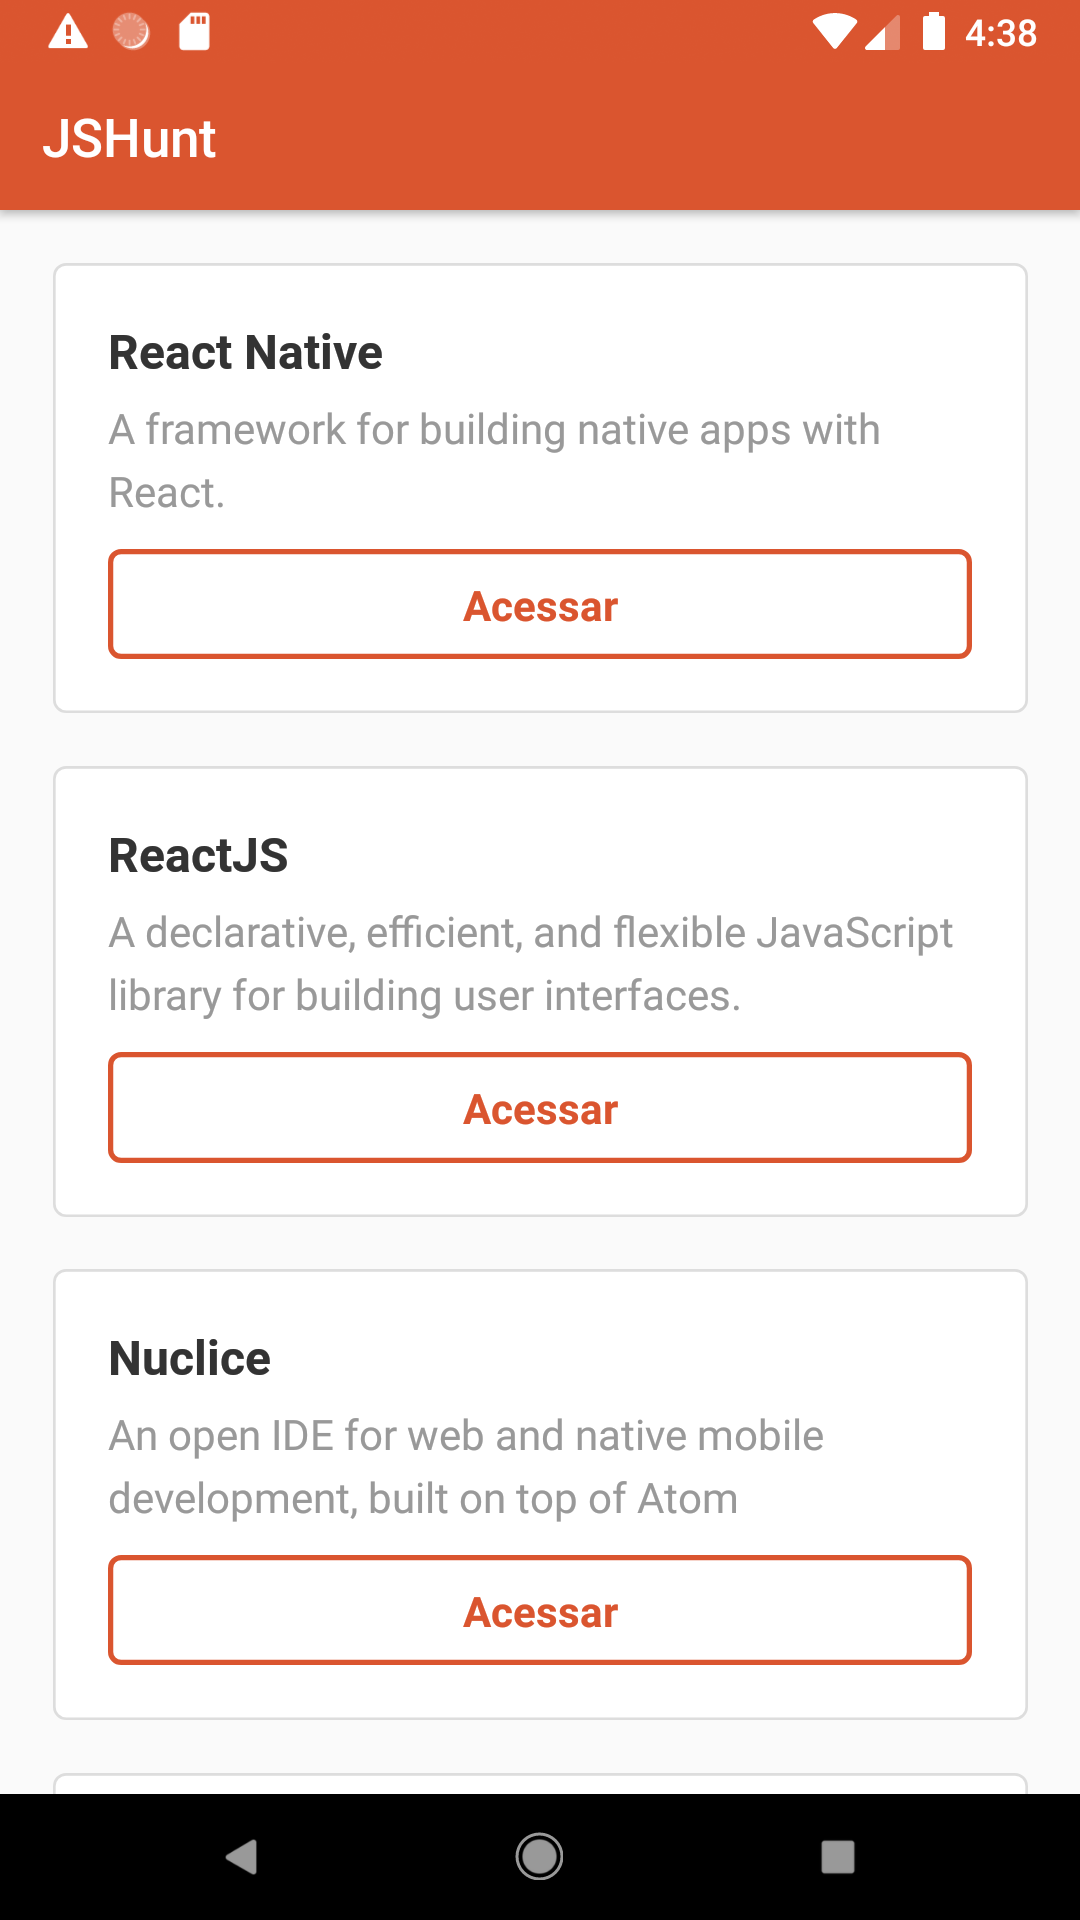 4:38
JSHunt
React Native
A framework for building native apps with
React.
Acessar
ReactJS
A declarative, efficient, and flexible JavaScript
library for building user interfaces.
Acessar
Nuclice
An open IDE for web and native mobile
development, built on top of Atom
Acessar